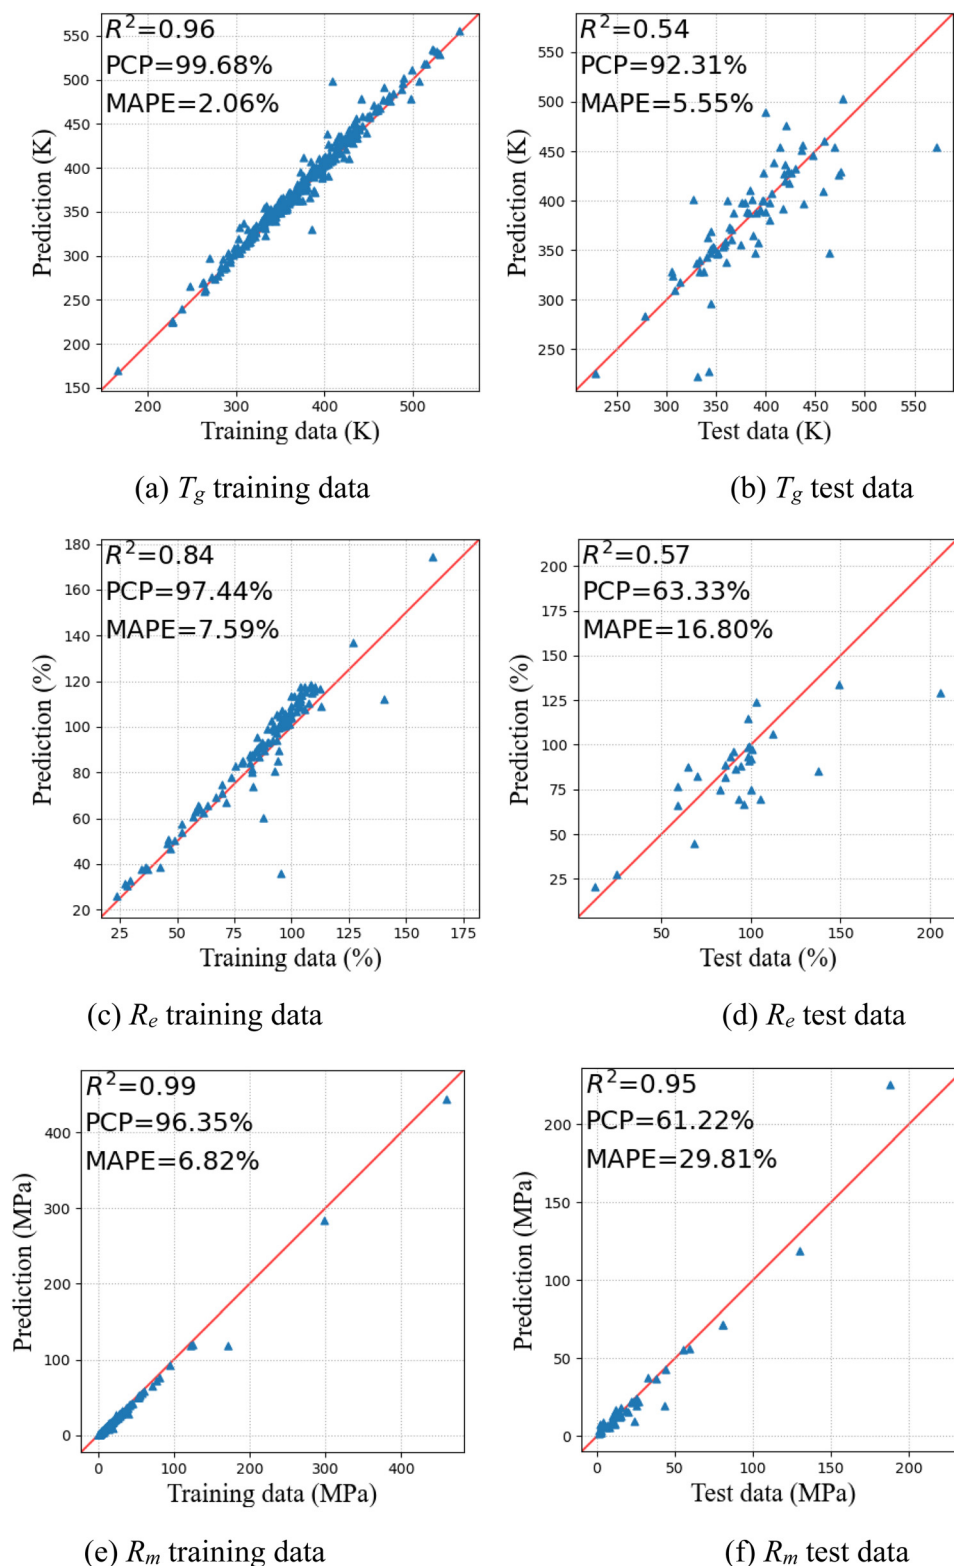 R²=0.96
PCP=99.68%
MAPE=2.06%
550
500
450
400
350
300
250
200
150
Prediction (K)
200 300 400 500
Training data (K)
(a) Tg training data
R²=0.54
PCP=92.31%
MAPE=5.55%
550
500
450
400
350
300
250
Prediction (K)
250 300 350 400 450 500 550
Test data (K)
(b) Tg test data
R²=0.84
PCP=97.44%
MAPE=7.59%
180
160
140
120
100
80
60
40
20
Prediction (%)
25 50 75 100 125 150 175
Training data (%)
(c) Re training data
R²=0.57
PCP=63.33%
MAPE=16.80%
200
175
150
125
100
75
50
25
Prediction (%)
50 100 150 200
Test data (%)
(d) Re test data
R²=0.99
PCP=96.35%
MAPE=6.82%
400
300
200
100
0
Prediction (MPa)
0 100 200 300 400
Training data (MPa)
(e) Rm training data
R²=0.95
PCP=61.22%
MAPE=29.81%
200
150
100
50
0
Prediction (MPa)
0 50 100 150 200
Test data (MPa)
(f) Rm test data